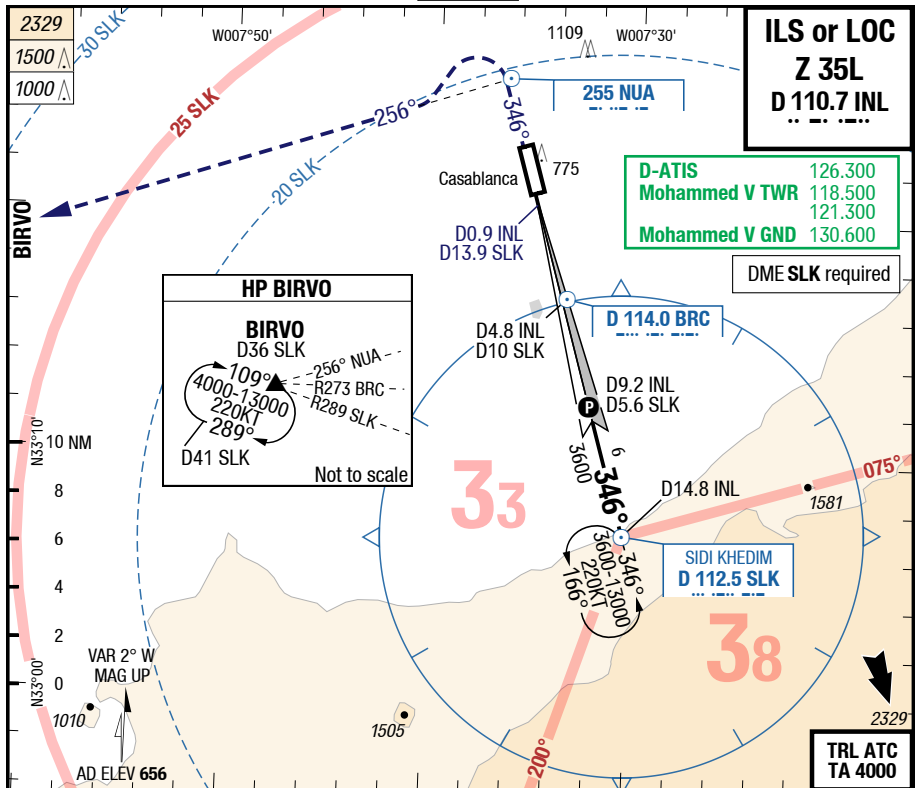 2329
1500
1000
30 SLK
W007°50'
1109
W007°30'
ILS or LOC
Z 35L
D 110.7 INL
25 SLK
256°
346°
255 NUA
20 SLK
Casablanca
775
D-ATIS 126.300
Mohammed V TWR 118.500
121.300
Mohammed V GND 130.600
BIRVO
D0.9 INL
D13.9 SLK
DME SLK required
HP BIRVO
BIRVO
D36 SLK
109°
4000-13000
220KT
289°
D41 SLK
256° NUA
R273 BRC
R289 SLK
Not to scale
D 114.0 BRC
D4.8 INL
D10 SLK
D9.2 INL
D5.6 SLK
P
N33°10'
10 NM
8
6
4
2
0
N33°00'
6
3600
346°
33
D14.8 INL
075°
1581
SIDI KHEDIM
D 112.5 SLK
346°
3600-13000
220KT
166°
38
VAR 2° W
MAG UP
1010
1505
200°
2329
AD ELEV 656
TRL ATC
TA 4000